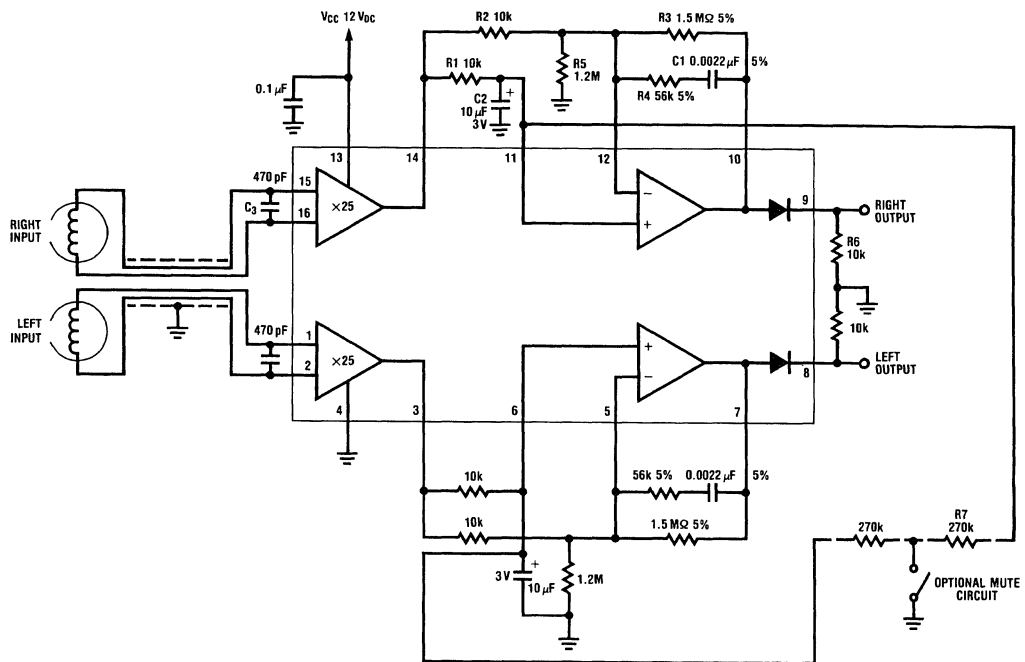 VCC 12 VDC
R2 10k
R3 1.5 MΩ 5%
R1 10k
R5
1.2M
C1 0.0022 μF 5%
0.1 μF
C2
10 μF
3V
+
R4 56k 5%
13
14
11
12
10
470 pF
15
×25
C3
16
−
+
9
RIGHT
OUTPUT
RIGHT
INPUT
R6
10k
LEFT
INPUT
470 pF
1
×25
2
+
−
10k
8
LEFT
OUTPUT
4
3
6
5
7
10k
56k 5%
0.0022 μF
5%
10k
1.5 MΩ 5%
270k
R7
270k
3V
+
10 μF
1.2M
OPTIONAL MUTE
CIRCUIT